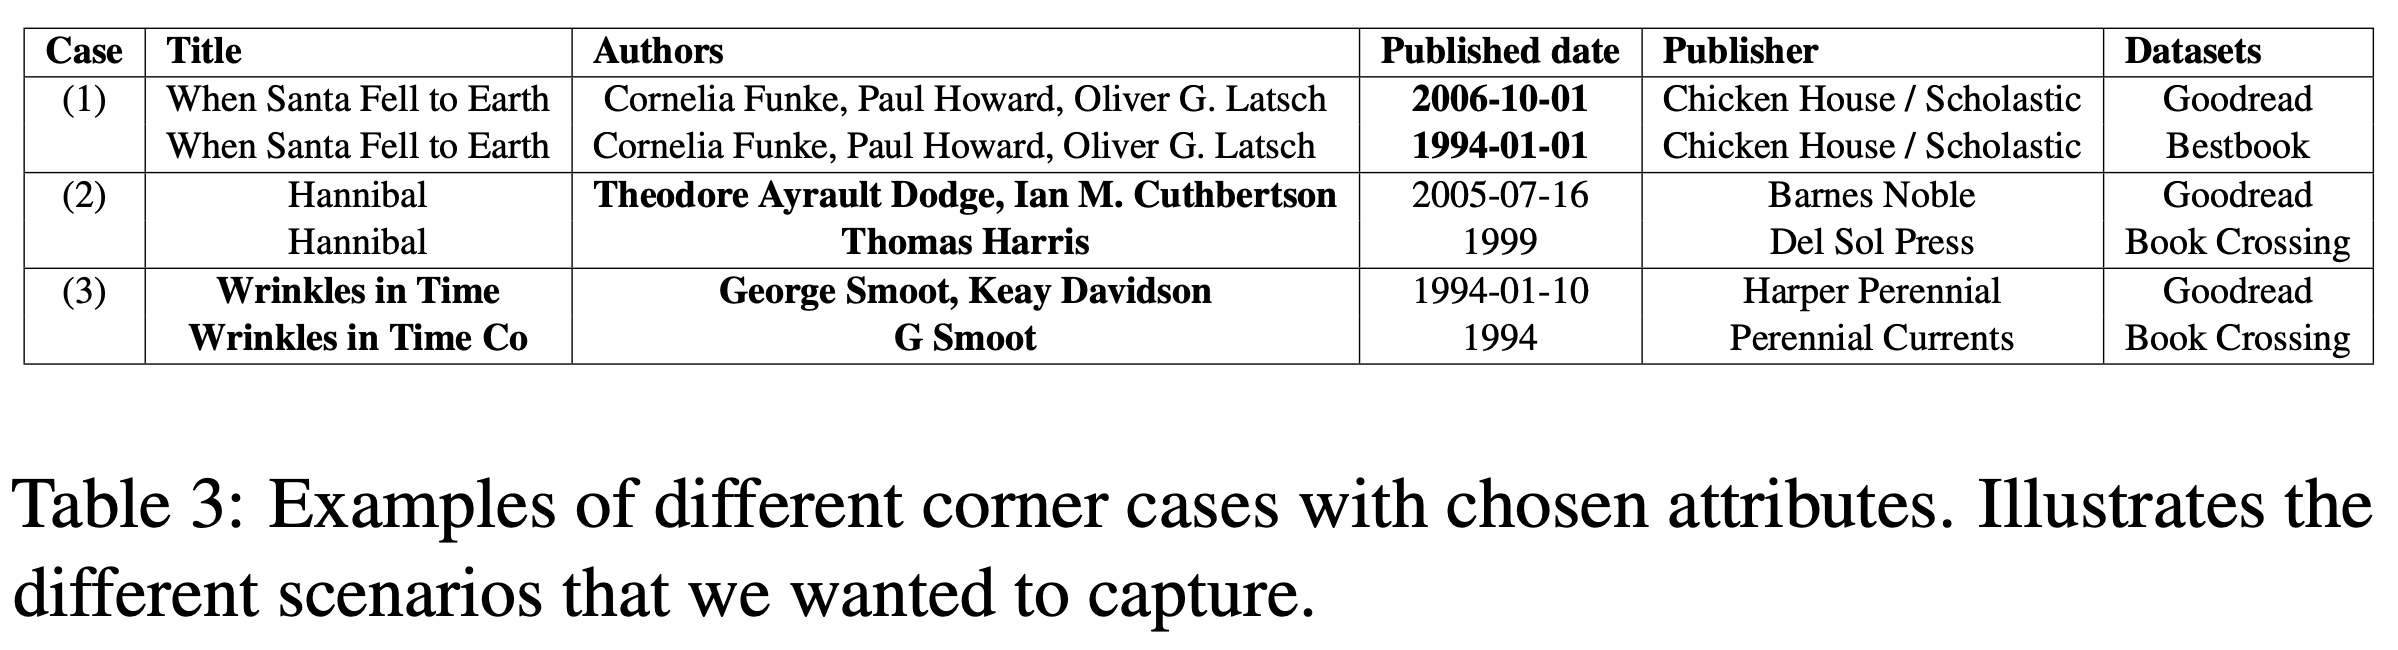 Case Title Authors Published date Publisher Datasets
(1) When Santa Fell to Earth Cornelia Funke, Paul Howard, Oliver G. Latsch 2006-10-01 Chicken House / Scholastic Goodread
When Santa Fell to Earth Cornelia Funke, Paul Howard, Oliver G. Latsch 1994-01-01 Chicken House / Scholastic Bestbook
(2) Hannibal Theodore Ayrault Dodge, Ian M. Cuthbertson 2005-07-16 Barnes Noble Goodread
Hannibal Thomas Harris 1999 Del Sol Press Book Crossing
(3) Wrinkles in Time George Smoot, Keay Davidson 1994-01-10 Harper Perennial Goodread
Wrinkles in Time Co G Smoot 1994 Perennial Currents Book Crossing
Table 3: Examples of different corner cases with chosen attributes. Illustrates the
different scenarios that we wanted to capture.